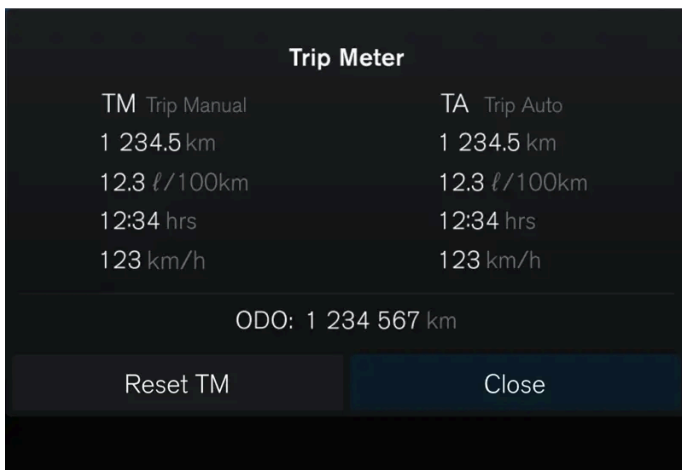 Trip Meter
TM Trip Manual
1 234.5 km
12.3 ℓ/100km
12:34 hrs
123 km/h
TA Trip Auto
1 234.5 km
12.3 ℓ/100km
12:34 hrs
123 km/h
ODO: 1 234 567 km
Reset TM
Close